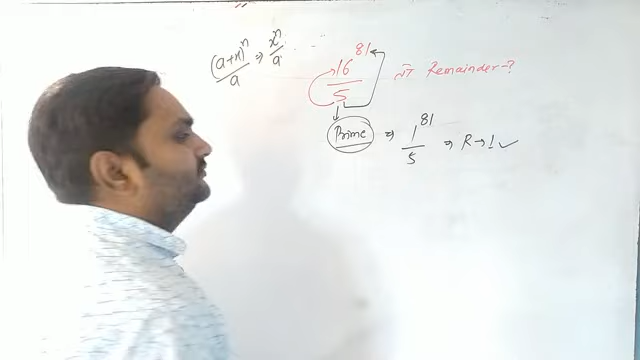 (a+x)^n / a ⇒ x^n / a
16^81 / 5 Remainder→?
Prime ⇒ 1^81 / 5 ⇒ R→1 ✓